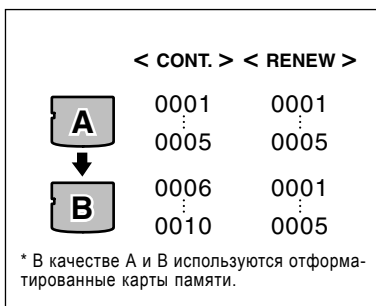 < CONT. > < RENEW >
A
0001 0001
⋮ ⋮
0005 0005
B
0006 0001
⋮ ⋮
0010 0005
* В качестве А и В используются отформа-
тированные карты памяти.